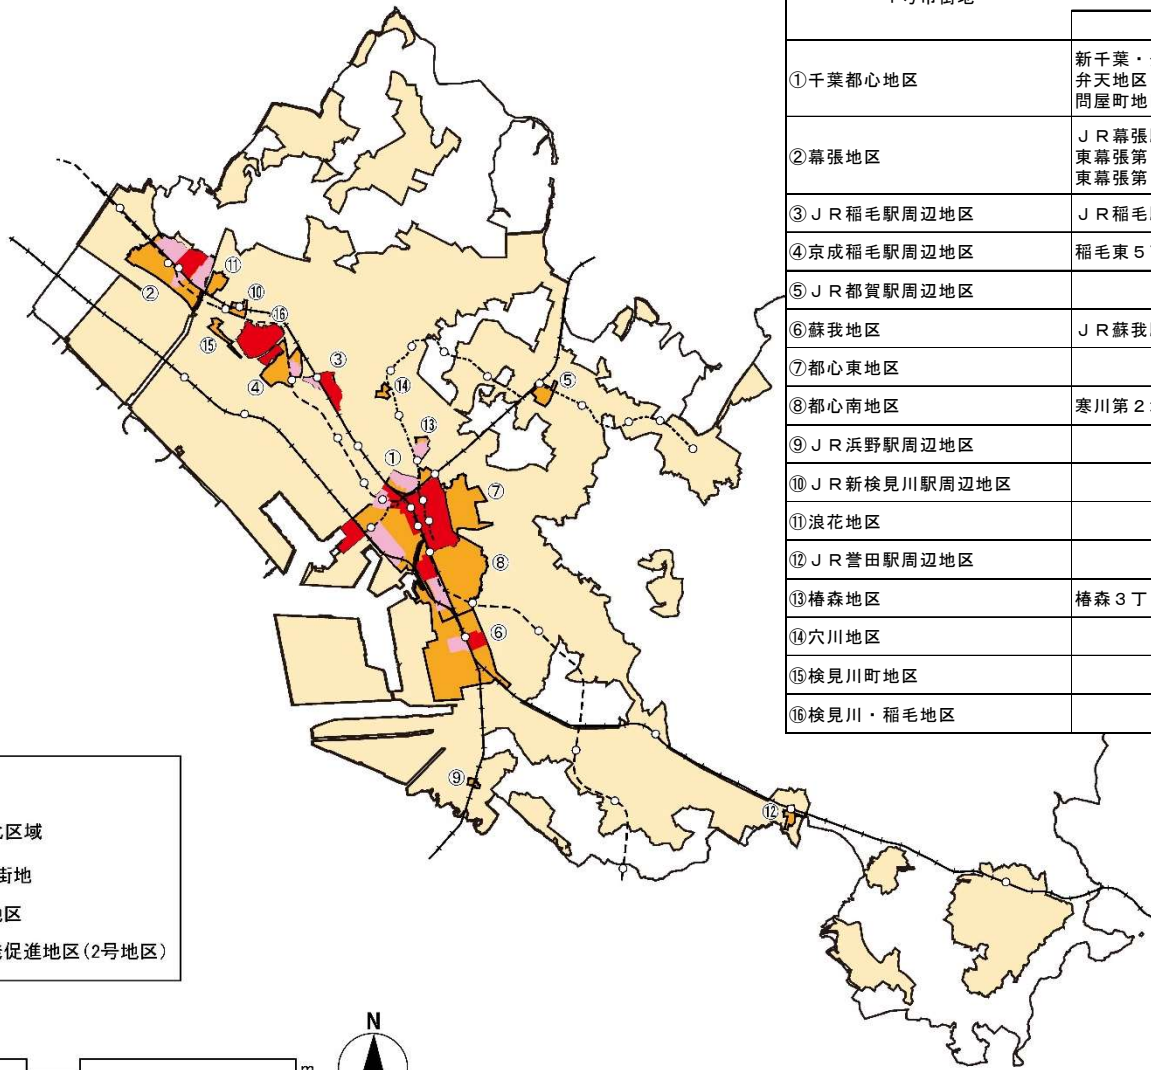 ①千葉都心地区
新千葉・
弁天地区
問屋町地
②幕張地区
ＪＲ幕張
東幕張第
東幕張第
③ＪＲ稲毛駅周辺地区
ＪＲ稲毛
④京成稲毛駅周辺地区
稲毛東５
⑤ＪＲ都賀駅周辺地区
⑥蘇我地区
ＪＲ蘇我
⑦都心東地区
⑧都心南地区
寒川第２
⑨ＪＲ浜野駅周辺地区
⑩ＪＲ新検見川駅周辺地区
⑪浪花地区
⑫ＪＲ誉田駅周辺地区
⑬椿森地区
椿森３丁
⑭穴川地区
⑮検見川町地区
⑯検見川・稲毛地区
⑪
②
⑩
⑯
⑮
③
④
⑭
⑤
⑬
①
⑦
⑧
⑥
⑨
⑫
化区域
街地
地区
促進地区(2号地区)
N
m